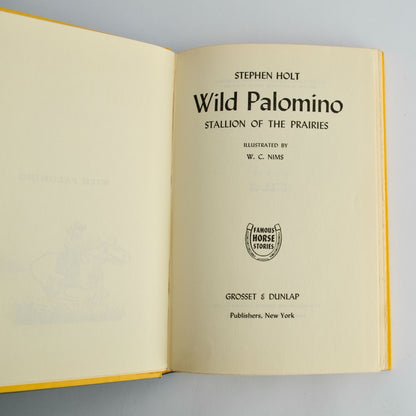 STEPHEN HOLT
Wild Palomino
STALLION OF THE PRAIRIES
ILLUSTRATED BY
W. C. NIMS
FAMOUS
HORSE
STORIES
GROSSET & DUNLAP
Publishers, New York